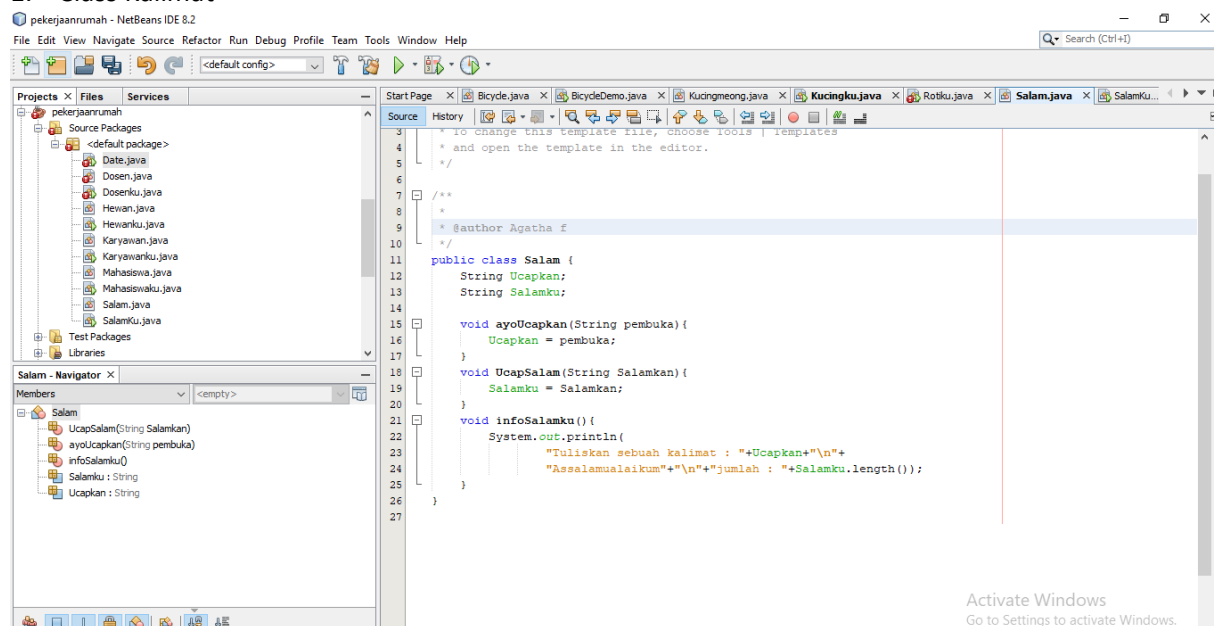 pekerjaanrumah - NetBeans IDE 8.2
File Edit View Navigate Source Refactor Run Debug Profile Team Tools Window Help
Search (Ctrl+I)
<default config>
Projects Files Services
pekerjaanrumah
Source Packages
<default package>
Date.java
Dosen.java
Dosenku.java
Hewan.java
Hewanku.java
Karyawan.java
Karyawanku.java
Mahasiswa.java
Mahasiswaku.java
Salam.java
SalamKu.java
Test Packages
Libraries
Salam - Navigator
Members <empty>
Salam
UcapSalam(String Salamkan)
ayoUcapkan(String pembuka)
infoSalamku()
Salamku : String
Ucapkan : String
Start Page Bicycle.java BicycleDemo.java Kucingmeong.java Kucingku.java Rotiku.java Salam.java SalamKu...
Source History
3 * To change this template file, choose Tools | Templates
4 * and open the template in the editor.
5 */
6
7 /**
8 *
9 * @author Agatha f
10 */
11 public class Salam {
12 String Ucapkan;
13 String Salamku;
14
15 void ayoUcapkan(String pembuka){
16 Ucapkan = pembuka;
17 }
18 void UcapSalam(String Salamkan){
19 Salamku = Salamkan;
20 }
21 void infoSalamku(){
22 System.out.println(
23 "Tuliskan sebuah kalimat : "+Ucapkan+"\n"+
24 "Assalamualaikum"+"\n"+"jumlah : "+Salamku.length());
25 }
26 }
27
Activate Windows
Go to Settings to activate Windows.